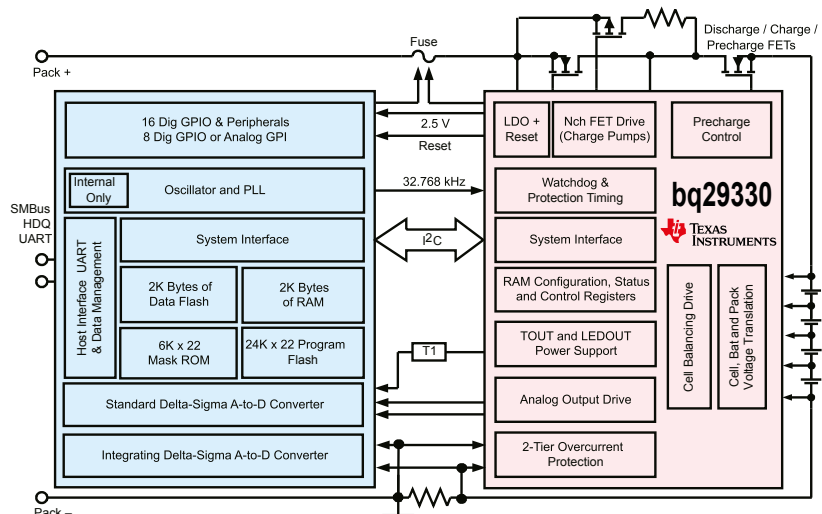 Discharge / Charge /
Precharge FETs
Fuse
Pack +
16 Dig GPIO & Peripherals
8 Dig GPIO or Analog GPI
2.5 V
Reset
LDO +
Reset
Nch FET Drive
(Charge Pumps)
Precharge
Control
Internal
Only
Oscillator and PLL
32.768 kHz
Watchdog &
Protection Timing
bq29330
TEXAS
INSTRUMENTS
SMBus
HDQ
UART
Host Interface UART
& Data Management
System Interface
I²C
System Interface
2K Bytes of
Data Flash
2K Bytes
of RAM
RAM Configuration, Status
and Control Registers
6K x 22
Mask ROM
24K x 22 Program
Flash
T1
TOUT and LEDOUT
Power Support
Cell Balancing Drive
Cell, Bat and Pack
Voltage Translation
Standard Delta-Sigma A-to-D Converter
Analog Output Drive
Integrating Delta-Sigma A-to-D Converter
2-Tier Overcurrent
Protection
Pack –